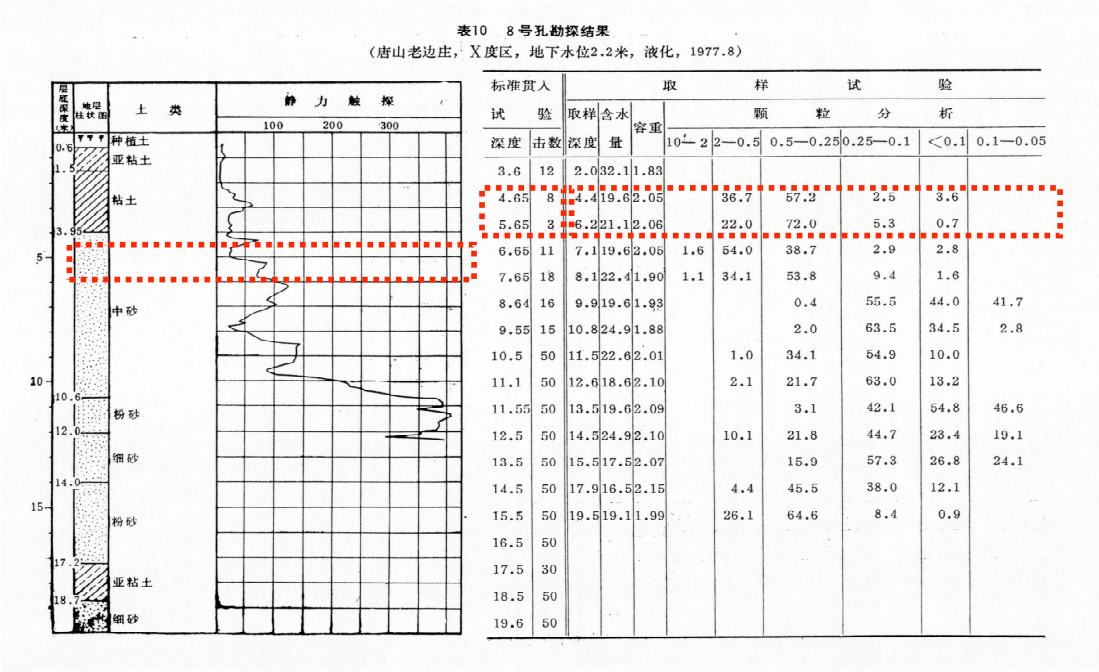 表10 8号孔勘探结果
(唐山老边庄,X度区,地下水位2.2米,液化,1977.8)
层底深度(米) 地层柱状图 土类 静力触探
100 200 300
0.6 种植土
1.5 亚粘土
粘土
3.95
5
中砂
10
10.6
粉砂
12.0
细砂
14.0
15
粉砂
17.2
亚粘土
18.7
细砂
标准贯入 取样试验
试验 取样 含水 容重 颗粒分析
深度 击数 深度 量 10—2 2—0.5 0.5—0.25 0.25—0.1 <0.1 0.1—0.05
3.6 12 2.0 32.1 1.83
4.65 8 4.4 19.6 2.05 36.7 57.2 2.5 3.6
5.65 3 6.2 21.1 2.06 22.0 72.0 5.3 0.7
6.65 11 7.1 19.6 2.05 1.6 54.0 38.7 2.9 2.8
7.65 18 8.1 22.4 1.90 1.1 34.1 53.8 9.4 1.6
8.64 16 9.9 19.6 1.93 0.4 55.5 44.0 41.7
9.55 15 10.8 24.9 1.88 2.0 63.5 34.5 2.8
10.5 50 11.5 22.6 2.01 1.0 34.1 54.9 10.0
11.1 50 12.6 18.6 2.10 2.1 21.7 63.0 13.2
11.55 50 13.5 19.6 2.09 3.1 42.1 54.8 46.6
12.5 50 14.5 24.9 2.10 10.1 21.8 44.7 23.4 19.1
13.5 50 15.5 17.5 2.07 15.9 57.3 26.8 24.1
14.5 50 17.9 16.5 2.15 4.4 45.5 38.0 12.1
15.5 50 19.5 19.1 1.99 26.1 64.6 8.4 0.9
16.5 50
17.5 30
18.5 50
19.6 50